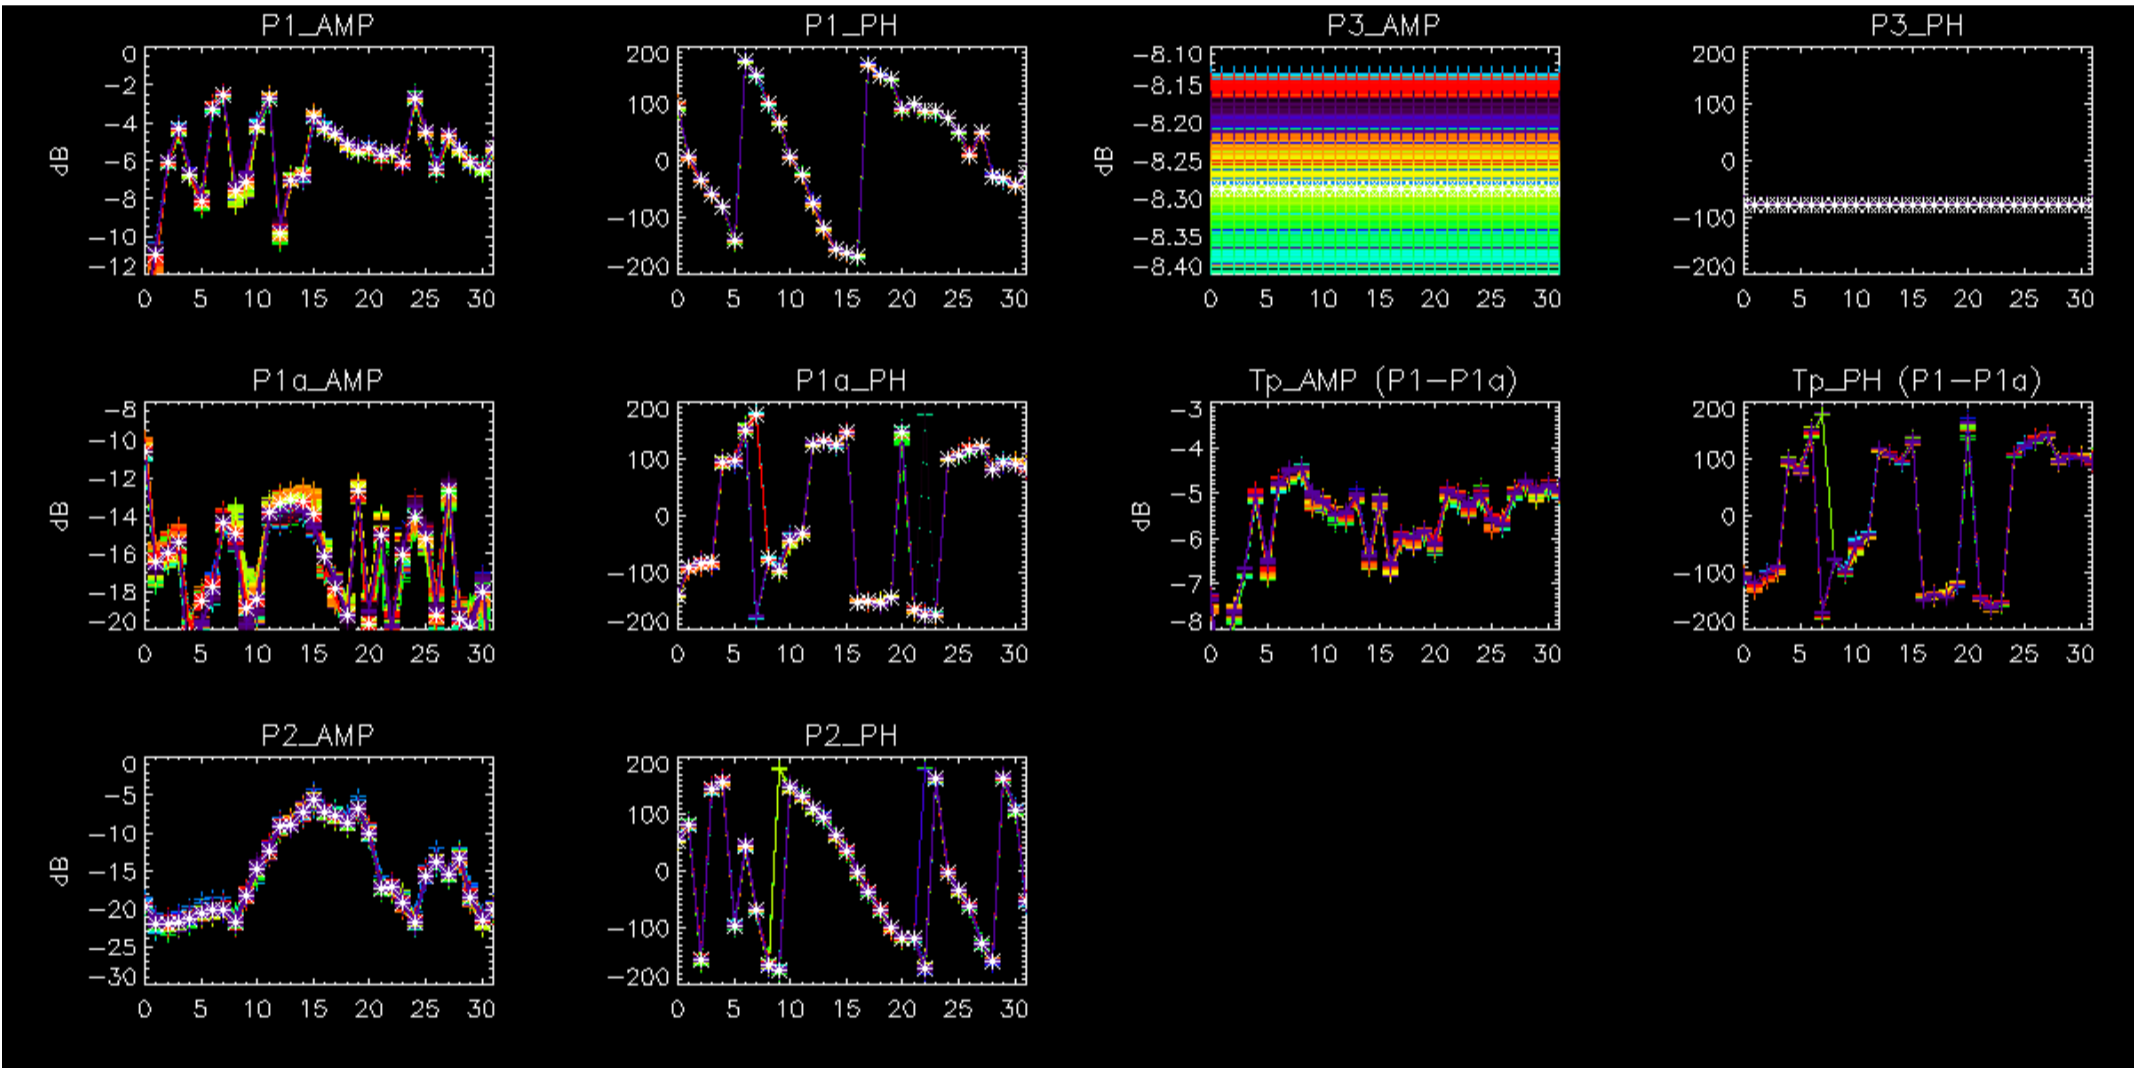 P1_AMP
dB
0
−2
−4
−6
−8
−10
−12
0 5 10 15 20 25 30
P1_PH
200
100
0
−100
−200
0 5 10 15 20 25 30
P3_AMP
dB
−8.10
−8.15
−8.20
−8.25
−8.30
−8.35
−8.40
0 5 10 15 20 25 30
P3_PH
200
100
0
−100
−200
0 5 10 15 20 25 30
P1a_AMP
dB
−8
−10
−12
−14
−16
−18
−20
0 5 10 15 20 25 30
P1a_PH
200
100
0
−100
−200
0 5 10 15 20 25 30
Tp_AMP (P1−P1a)
dB
−3
−4
−5
−6
−7
−8
0 5 10 15 20 25 30
Tp_PH (P1−P1a)
200
100
0
−100
−200
0 5 10 15 20 25 30
P2_AMP
dB
0
−5
−10
−15
−20
−25
−30
0 5 10 15 20 25 30
P2_PH
200
100
0
−100
−200
0 5 10 15 20 25 30